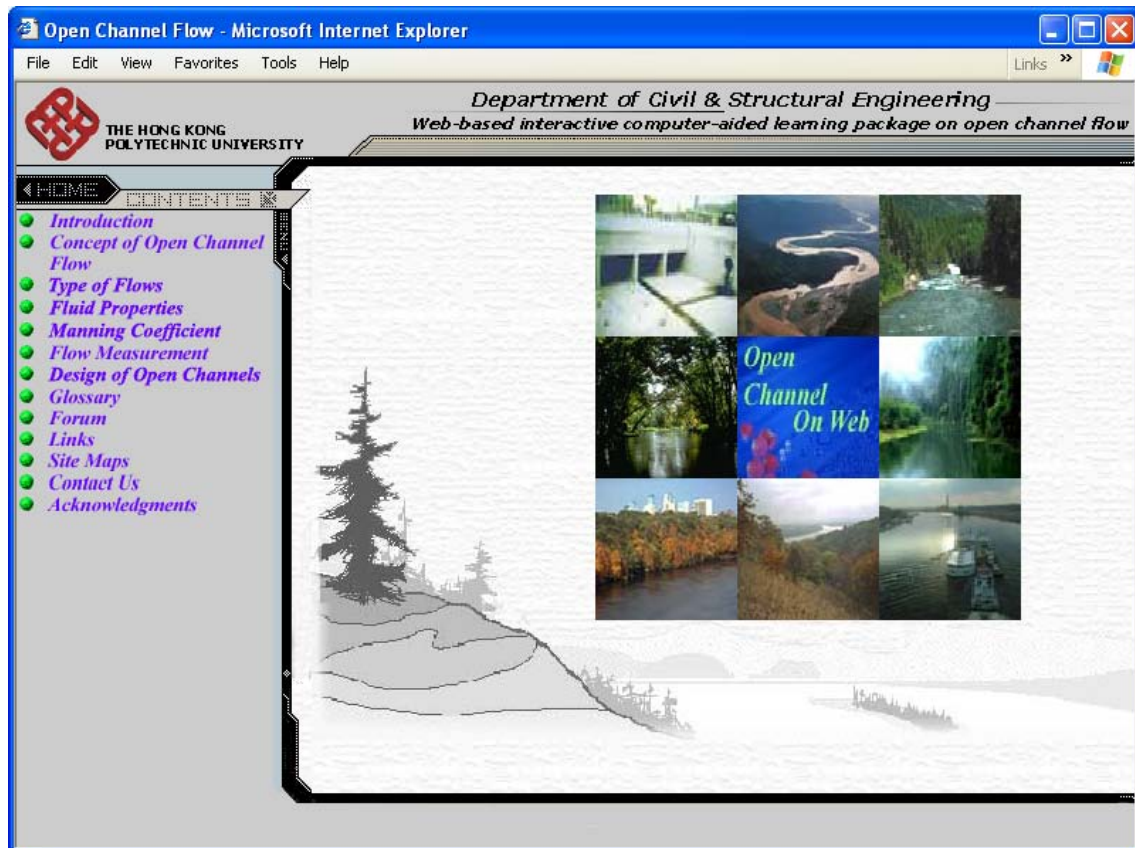 Open Channel Flow - Microsoft Internet Explorer
File Edit View Favorites Tools Help
Links »
Department of Civil & Structural Engineering
Web-based interactive computer-aided learning package on open channel flow
THE HONG KONG
POLYTECHNIC UNIVERSITY
HOME
CONTENTS
MENU
Introduction
Concept of Open Channel
Flow
Type of Flows
Fluid Properties
Manning Coefficient
Flow Measurement
Design of Open Channels
Glossary
Forum
Links
Site Maps
Contact Us
Acknowledgments
Open
Channel
On Web